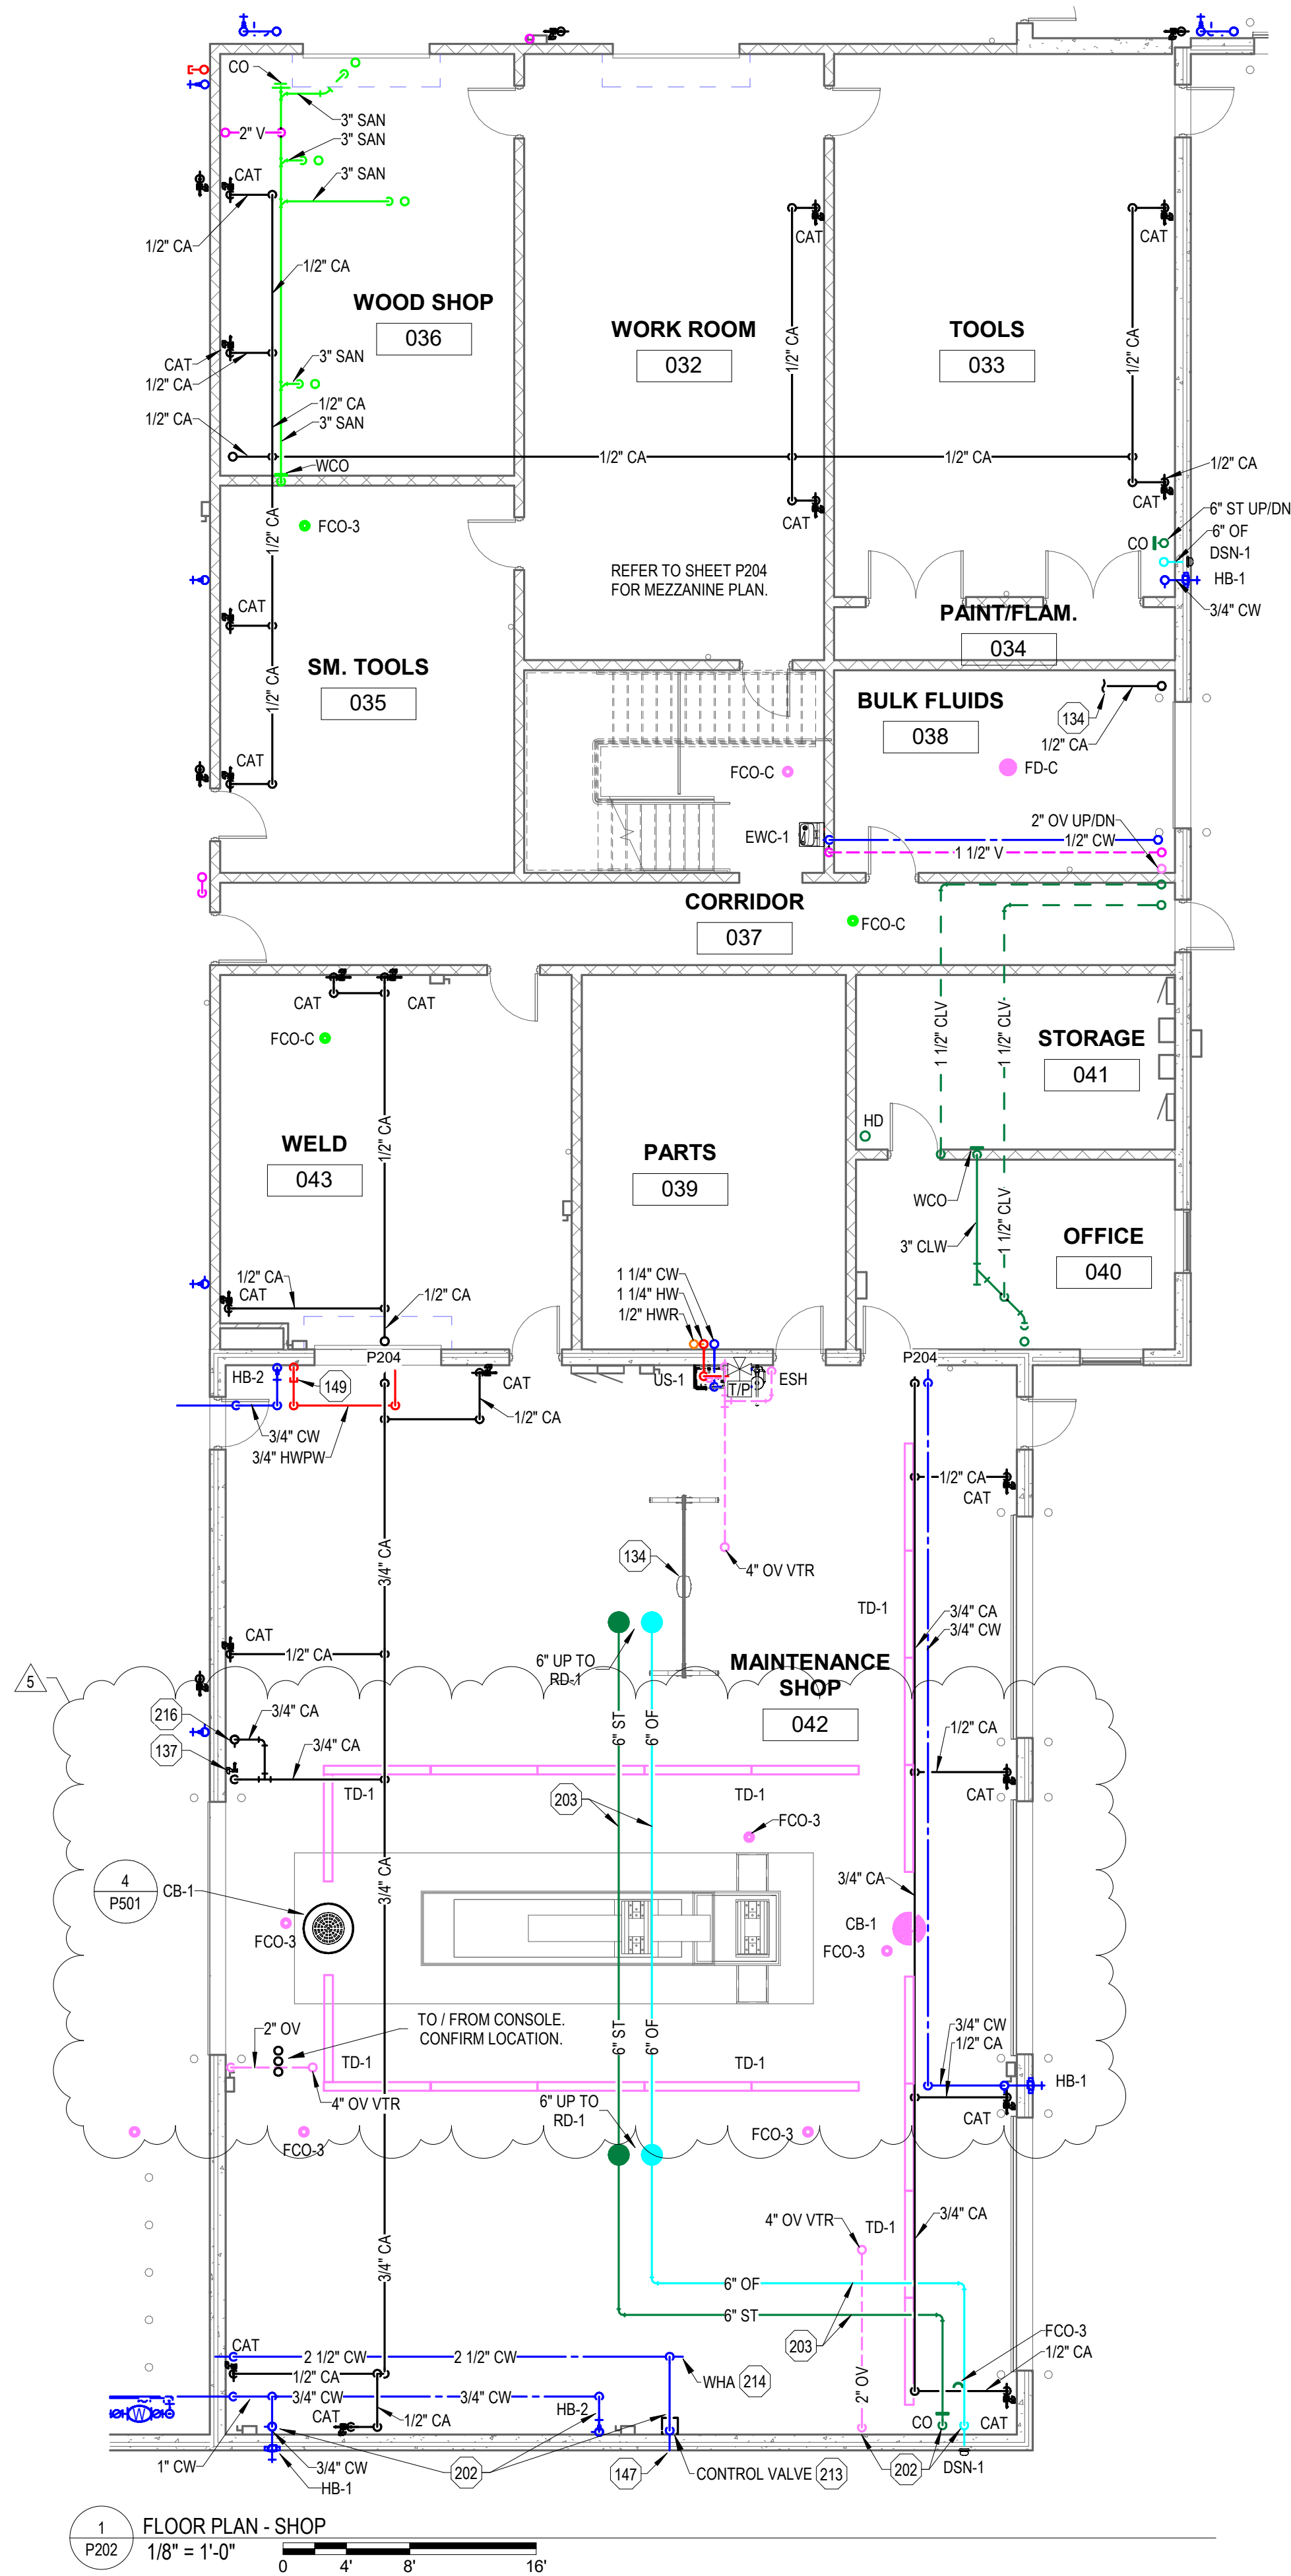 CO
3" SAN
2" V
3" SAN
CAT
3" SAN
1/2" CA
1/2" CA
CAT
CAT
WOOD SHOP
036
WORK ROOM
032
TOOLS
033
1/2" CA
1/2" CA
3" SAN
CAT
1/2" CA
1/2" CA
1/2" CA
3" SAN
WCO
1/2" CA
1/2" CA
1/2" CA
CAT
CAT
1/2" CA
FCO-3
6" ST UP/DN
6" OF
CO
DSN-1
HB-1
3/4" CW
REFER TO SHEET P204
FOR MEZZANINE PLAN.
CAT
PAINT/FLAM.
034
SM. TOOLS
035
1/2" CA
BULK FLUIDS
038
134
1/2" CA
CAT
FCO-C
FD-C
2" OV UP/DN
EWC-1
1/2" CW
1 1/2" V
CORRIDOR
037
FCO-C
CAT
CAT
FCO-C
1 1/2" CLV
1 1/2" CLV
STORAGE
041
HD
WELD
043
1/2" CA
PARTS
039
WCO
1 1/2" CLV
3" CLW
OFFICE
040
1/2" CA
CAT
1/2" CA
1 1/4" CW
1 1/4" HW
1/2" HWR
P204
P204
HB-2
149
CAT
US-1
T/P
ESH
1/2" CA
3/4" CW
3/4" HWPW
1/2" CA
CAT
3/4" CA
134
4" OV VTR
TD-1
3/4" CA
3/4" CW
CAT
1/2" CA
6" UP TO
RD-1
MAINTENANCE
SHOP
042
5
216
3/4" CA
137
3/4" CA
6" ST
6" OF
1/2" CA
TD-1
203
TD-1
CAT
FCO-3
4
P501
CB-1
3/4" CA
3/4" CA
CB-1
FCO-3
FCO-3
TO / FROM CONSOLE.
CONFIRM LOCATION.
2" OV
6" ST
6" OF
3/4" CW
1/2" CA
TD-1
TD-1
HB-1
4" OV VTR
6" UP TO
RD-1
CAT
FCO-3
FCO-3
3/4" CA
4" OV VTR
TD-1
3/4" CA
6" OF
6" ST
203
FCO-3
1/2" CA
CAT
2 1/2" CW
2 1/2" CW
1/2" CA
WHA
214
2" OV
3/4" CW
3/4" CW
W
HB-2
CAT
1/2" CA
CO
CAT
1" CW
3/4" CW
HB-1
202
147
CONTROL VALVE
213
202
DSN-1
1
P202
FLOOR PLAN - SHOP
1/8" = 1'-0"
0
4'
8'
16'